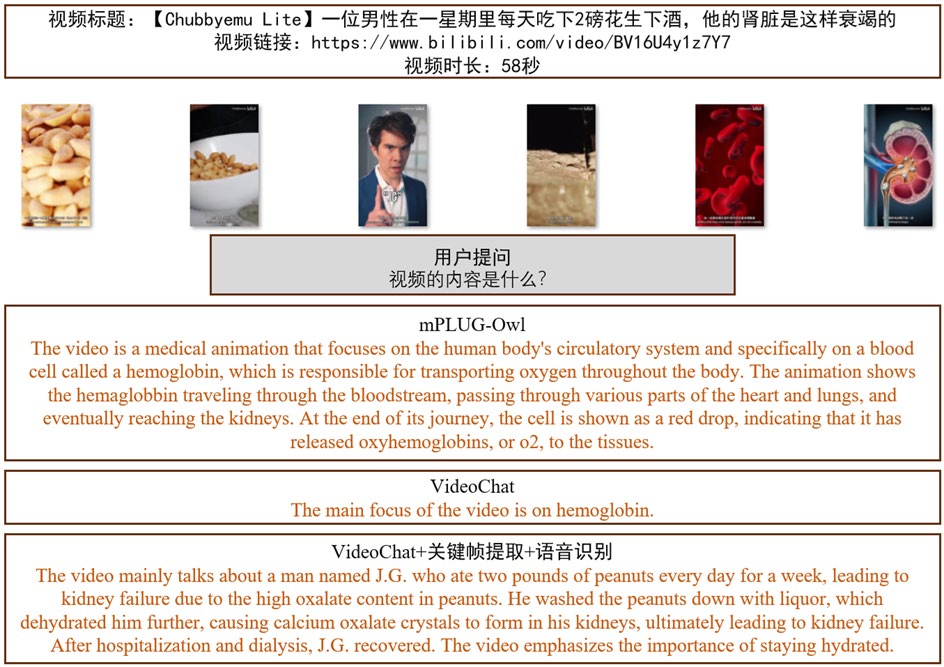 视频标题：【Chubbyemu Lite】一位男性在一星期里每天吃下2磅花生下酒，他的肾脏是这样衰竭的
视频链接：https://www.bilibili.com/video/BV16U4y1z7Y7
视频时长：58秒
"JG"
用户提问
视频的内容是什么？
mPLUG-Owl
The video is a medical animation that focuses on the human body's circulatory system and specifically on a blood
cell called a hemoglobin, which is responsible for transporting oxygen throughout the body. The animation shows
the hemaglobbin traveling through the bloodstream, passing through various parts of the heart and lungs, and
eventually reaching the kidneys. At the end of its journey, the cell is shown as a red drop, indicating that it has
released oxyhemoglobins, or o2, to the tissues.
VideoChat
The main focus of the video is on hemoglobin.
VideoChat+关键帧提取+语音识别
The video mainly talks about a man named J.G. who ate two pounds of peanuts every day for a week, leading to
kidney failure due to the high oxalate content in peanuts. He washed the peanuts down with liquor, which
dehydrated him further, causing calcium oxalate crystals to form in his kidneys, ultimately leading to kidney failure.
After hospitalization and dialysis, J.G. recovered. The video emphasizes the importance of staying hydrated.